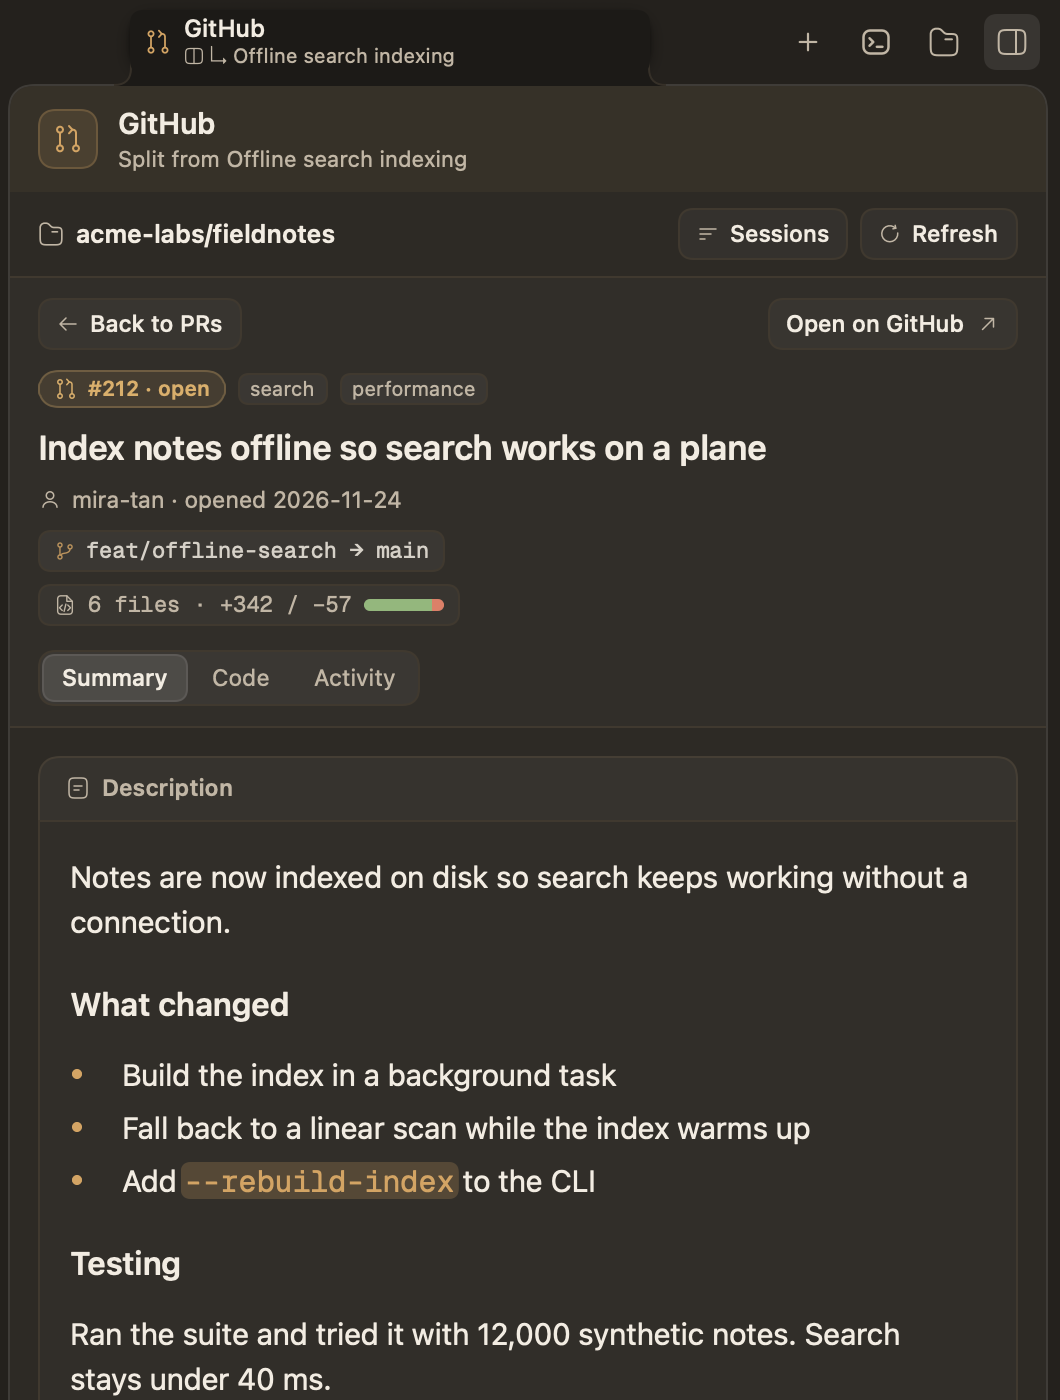 GitHub
Offline search indexing
GitHub
Split from Offline search indexing
acme-labs/fieldnotes
Sessions
Refresh
Back to PRs
Open on GitHub
#212 · open
search
performance
Index notes offline so search works on a plane
mira-tan · opened 2026-11-24
feat/offline-search → main
6 files · +342 / −57
Summary
Code
Activity
Description
Notes are now indexed on disk so search keeps working without a
connection.
What changed
• Build the index in a background task
• Fall back to a linear scan while the index warms up
• Add --rebuild-index to the CLI
Testing
Ran the suite and tried it with 12,000 synthetic notes. Search
stays under 40 ms.